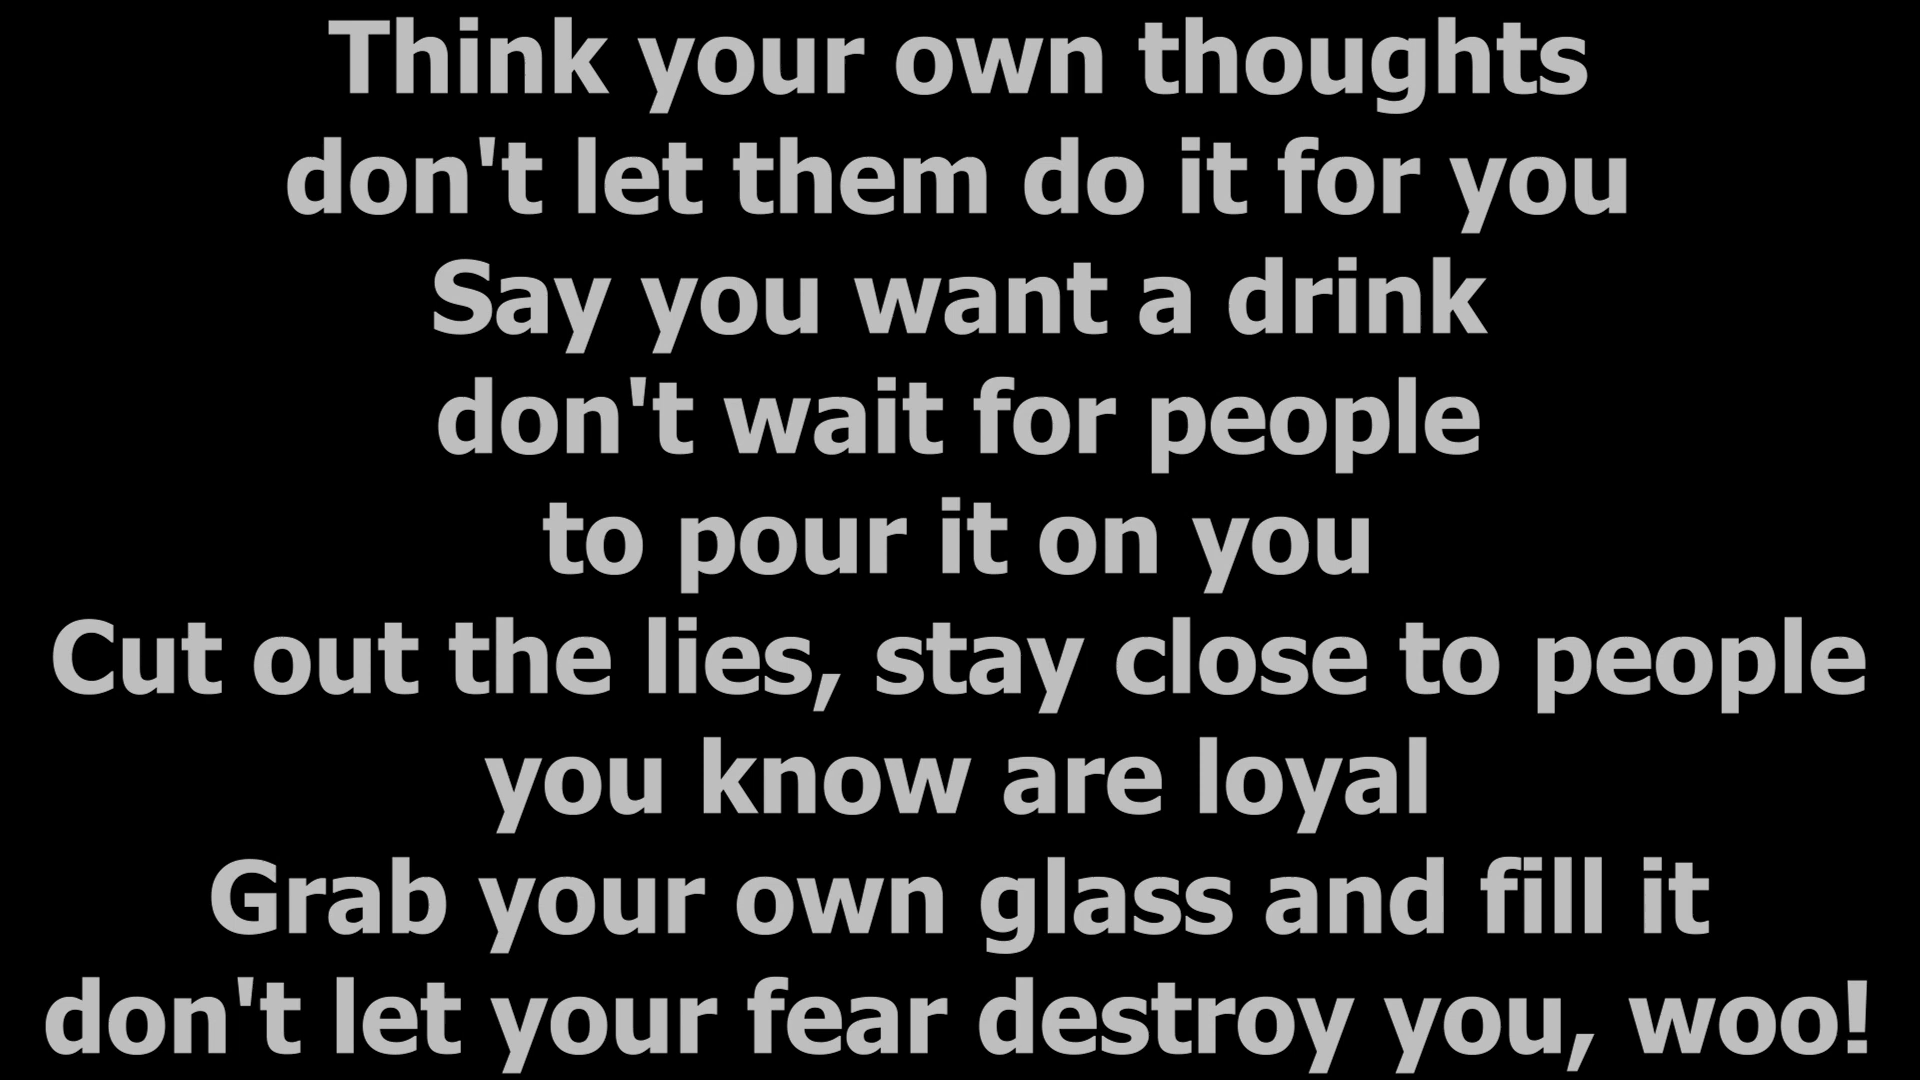 Think your own thoughts
don't let them do it for you
Say you want a drink
don't wait for people
to pour it on you
Cut out the lies, stay close to people
you know are loyal
Grab your own glass and fill it
don't let your fear destroy you, woo!